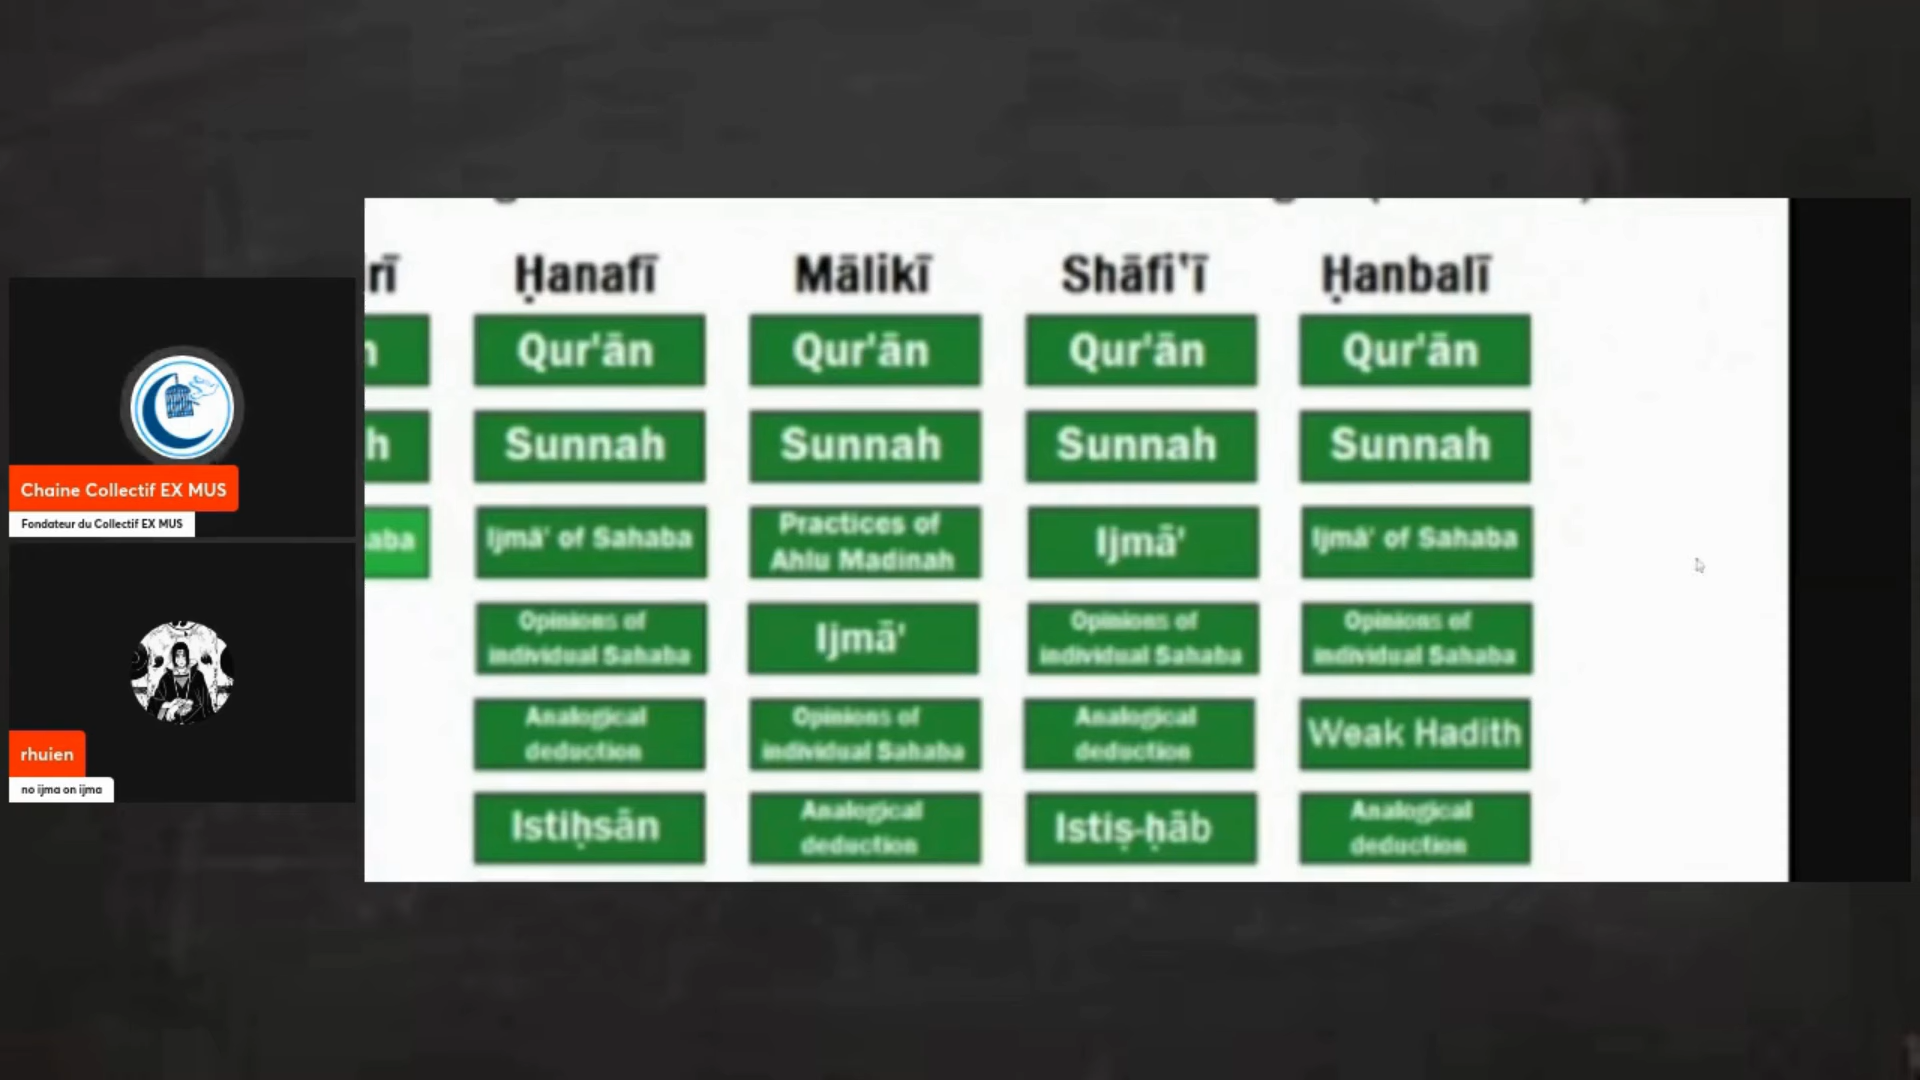 Chaine Collectif EX MUS
Fondateur du Collectif EX MUS
rhuien
no ijma on ijma
rī Ḥanafī Mālikī Shāfi'ī Ḥanbalī
n Qur'ān Qur'ān Qur'ān Qur'ān
h Sunnah Sunnah Sunnah Sunnah
aba
Ijmā' of Sahaba
Practices of
Ahlu Madinah
Ijmā'
Ijmā' of Sahaba
Opinions of
individual Sahaba
Ijmā'
Opinions of
individual Sahaba
Opinions of
individual Sahaba
Analogical
deduction
Opinions of
individual Sahaba
Analogical
deduction
Weak Hadith
Istiḥsān
Analogical
deduction
Istiṣ-ḥāb
Analogical
deduction